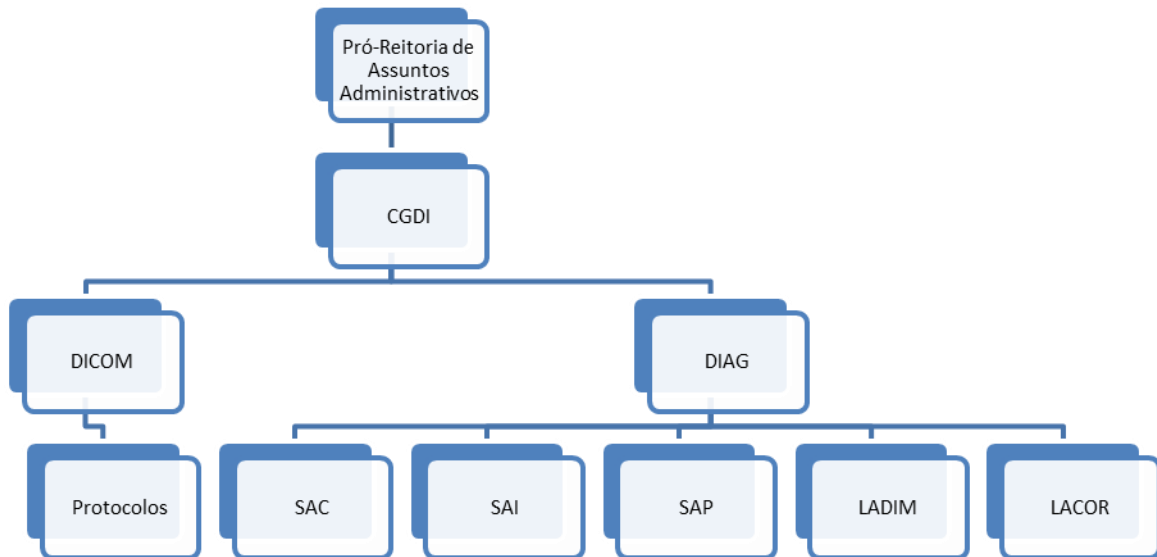 Pró-Reitoria de
Assuntos
Administrativos
CGDI
DICOM
DIAG
Protocolos
SAC
SAI
SAP
LADIM
LACOR